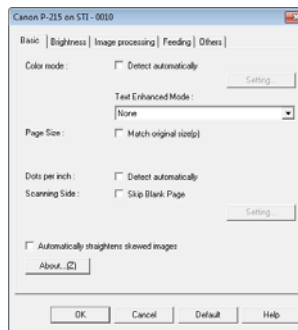 Canon P-215 on STI - 0010
Basic Brightness Image processing Feeding Others
Color mode : Detect automatically
Setting...
Text Enhanced Mode :
None
Page Size : Match original size(p)
Dots per inch : Detect automatically
Scanning Side : Skip Blank Page
Setting...
Automatically straightens skewed images
About...(Z)
OK Cancel Default Help